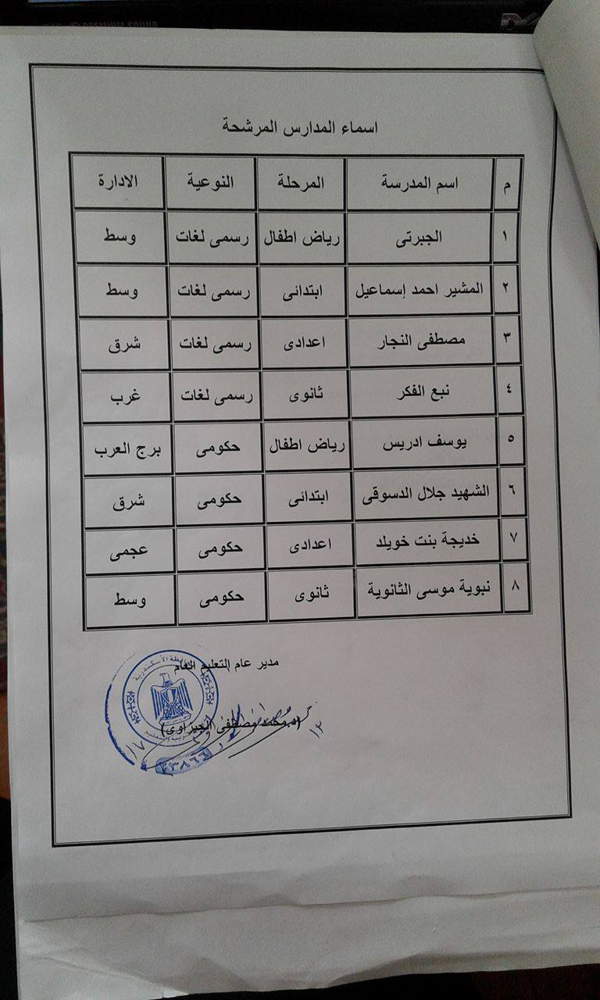 اسماء المدارس المرشحة
م اسم المدرسة المرحلة النوعية الادارة
١ الجبرتى رياض اطفال رسمى لغات وسط
٢ المشير احمد إسماعيل ابتدائى رسمى لغات وسط
٣ مصطفى النجار اعدادى رسمى لغات شرق
٤ نبع الفكر ثانوى رسمى لغات غرب
٥ يوسف ادريس رياض اطفال حكومى برج العرب
٦ الشهيد جلال الدسوقى ابتدائى حكومى شرق
٧ خديجة بنت خويلد اعدادى حكومى عجمى
٨ نبوية موسى الثانوية ثانوى حكومى وسط
مدير عام التعليم العام
محمد مصطفى
٢٣٨٦٦